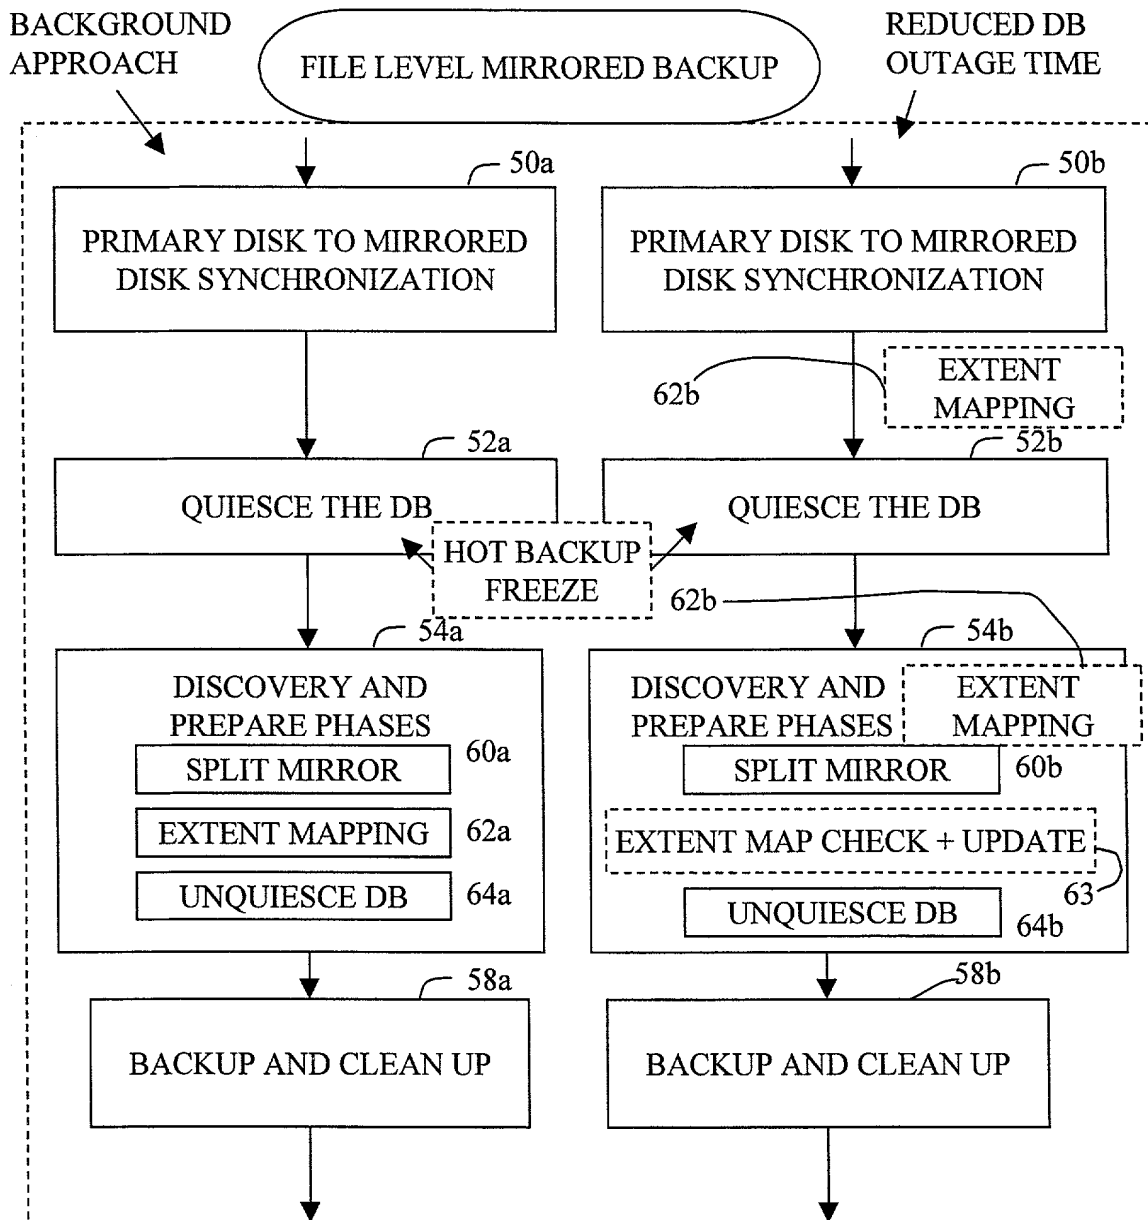 BACKGROUND
APPROACH
FILE LEVEL MIRRORED BACKUP
REDUCED DB
OUTAGE TIME
50a
50b
PRIMARY DISK TO MIRRORED
DISK SYNCHRONIZATION
PRIMARY DISK TO MIRRORED
DISK SYNCHRONIZATION
62b
EXTENT
MAPPING
52a
52b
QUIESCE THE DB
QUIESCE THE DB
HOT BACKUP
FREEZE
62b
54a
54b
DISCOVERY AND
PREPARE PHASES
SPLIT MIRROR
60a
EXTENT MAPPING
62a
UNQUIESCE DB
64a
DISCOVERY AND
PREPARE PHASES
EXTENT
MAPPING
SPLIT MIRROR
60b
EXTENT MAP CHECK + UPDATE
63
UNQUIESCE DB
64b
58a
58b
BACKUP AND CLEAN UP
BACKUP AND CLEAN UP